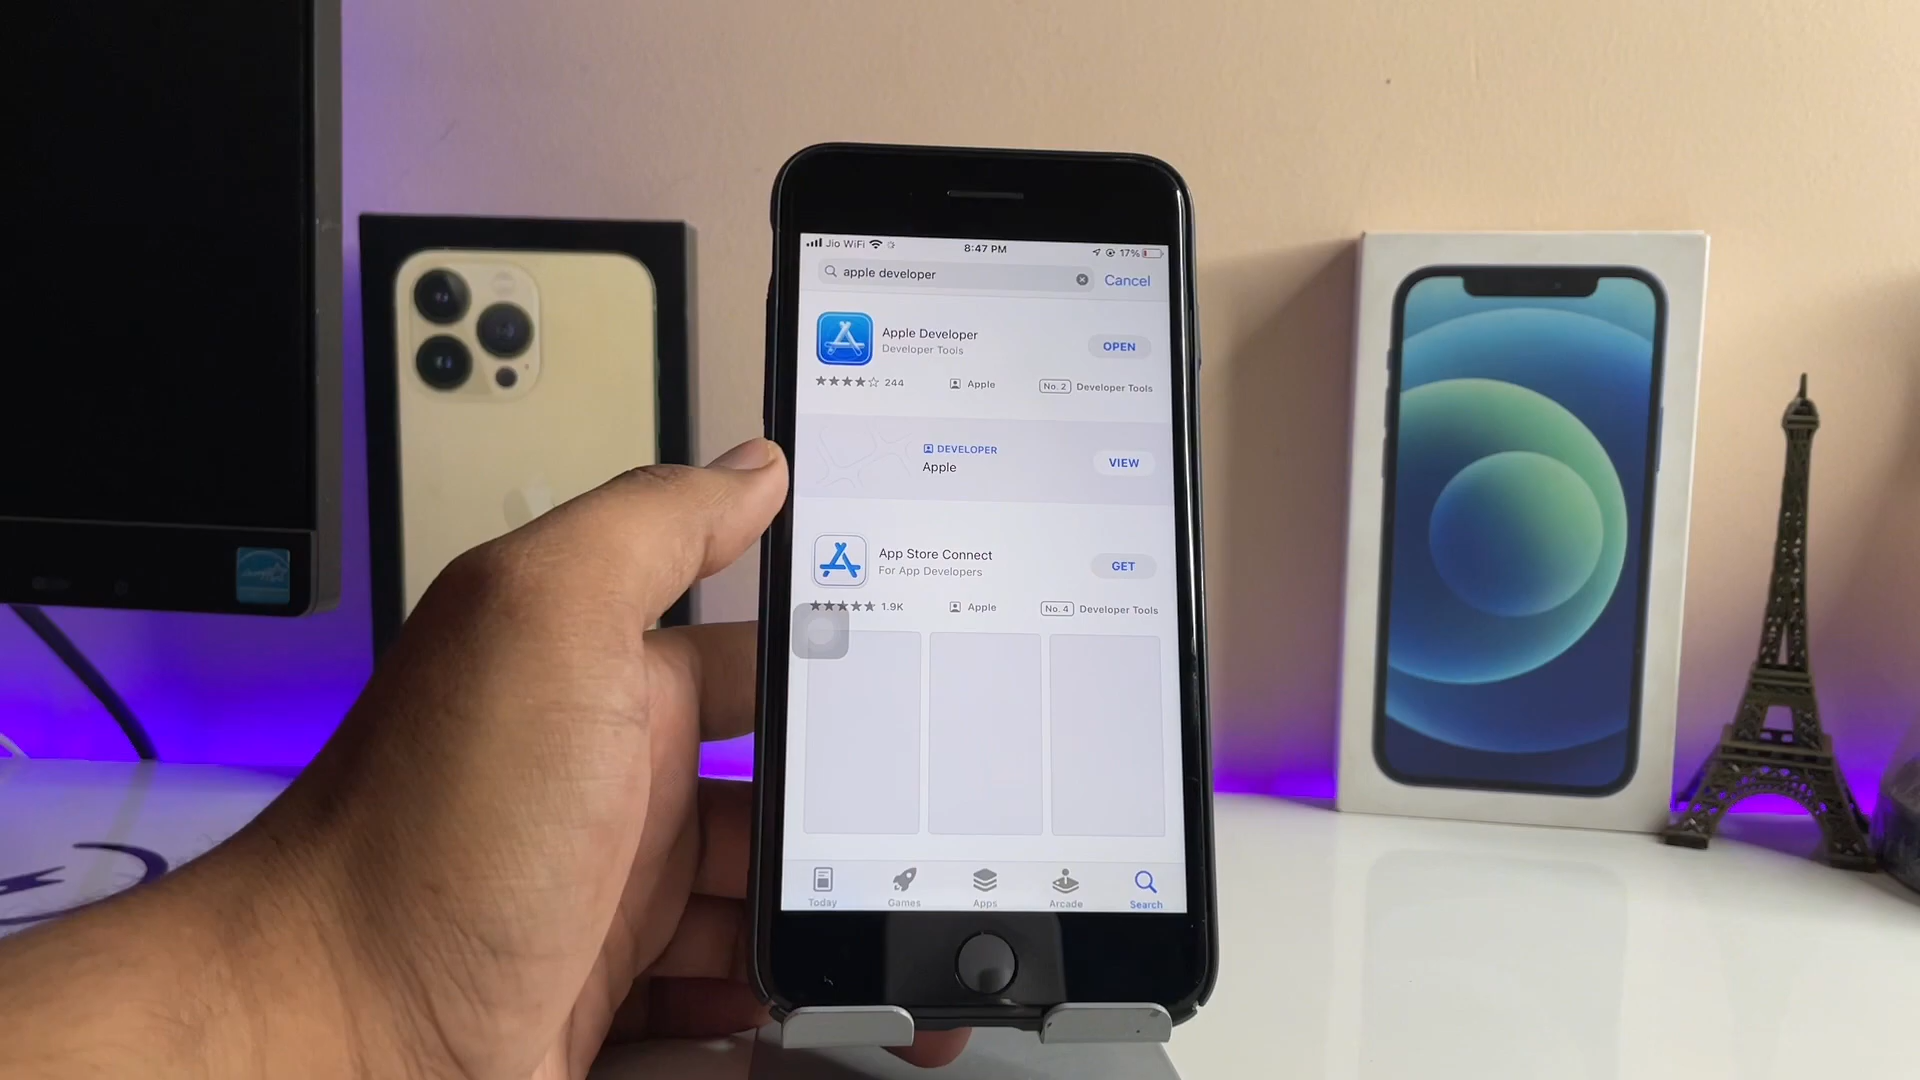 Jio WiFi 8:47 PM 17%
apple developer Cancel
Apple Developer
Developer Tools
OPEN
244 Apple No. 2 Developer Tools
DEVELOPER
Apple
VIEW
App Store Connect
For App Developers
GET
1.9K Apple No. 4 Developer Tools
Today Games Apps Arcade Search